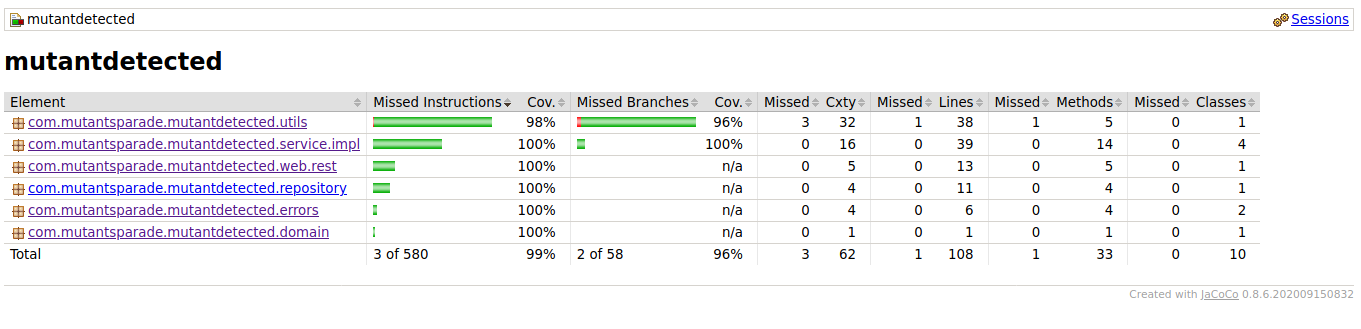 mutantdetected Sessions
mutantdetected
Element Missed Instructions Cov. Missed Branches Cov. Missed Cxty Missed Lines Missed Methods Missed Classes
com.mutantsparade.mutantdetected.utils 98% 96% 3 32 1 38 1 5 0 1
com.mutantsparade.mutantdetected.service.impl 100% 100% 0 16 0 39 0 14 0 4
com.mutantsparade.mutantdetected.web.rest 100% n/a 0 5 0 13 0 5 0 1
com.mutantsparade.mutantdetected.repository 100% n/a 0 4 0 11 0 4 0 1
com.mutantsparade.mutantdetected.errors 100% n/a 0 4 0 6 0 4 0 2
com.mutantsparade.mutantdetected.domain 100% n/a 0 1 0 1 0 1 0 1
Total 3 of 580 99% 2 of 58 96% 3 62 1 108 1 33 0 10
Created with JaCoCo 0.8.6.202009150832